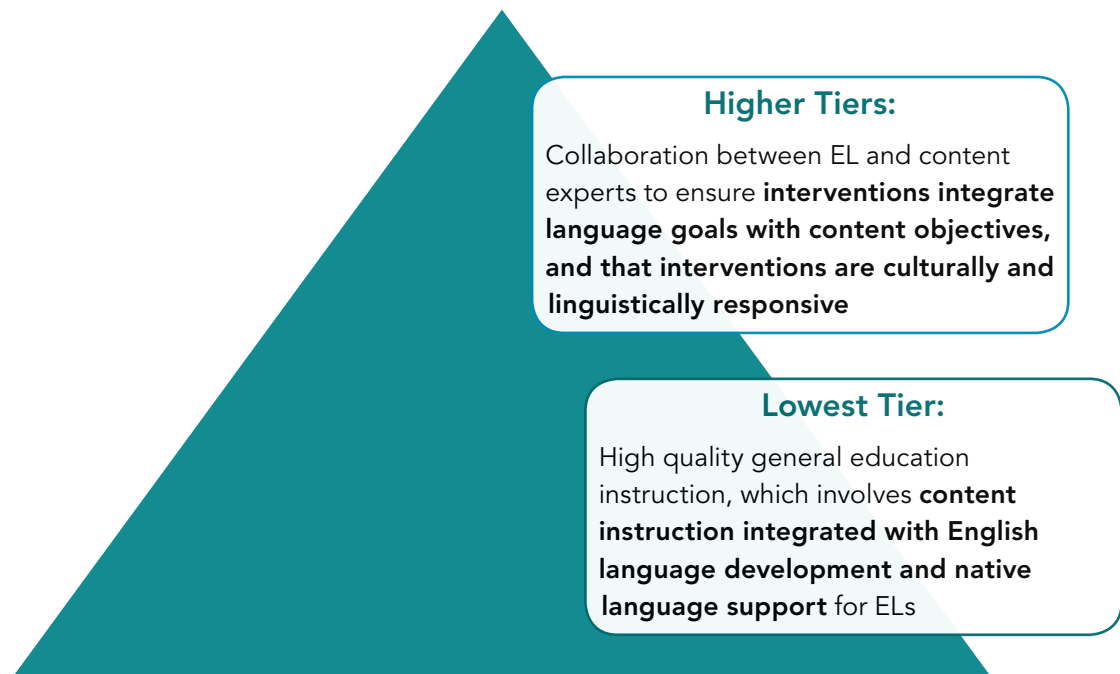 Higher Tiers:
Collaboration between EL and content
experts to ensure interventions integrate
language goals with content objectives,
and that interventions are culturally and
linguistically responsive
Lowest Tier:
High quality general education
instruction, which involves content
instruction integrated with English
language development and native
language support for ELs